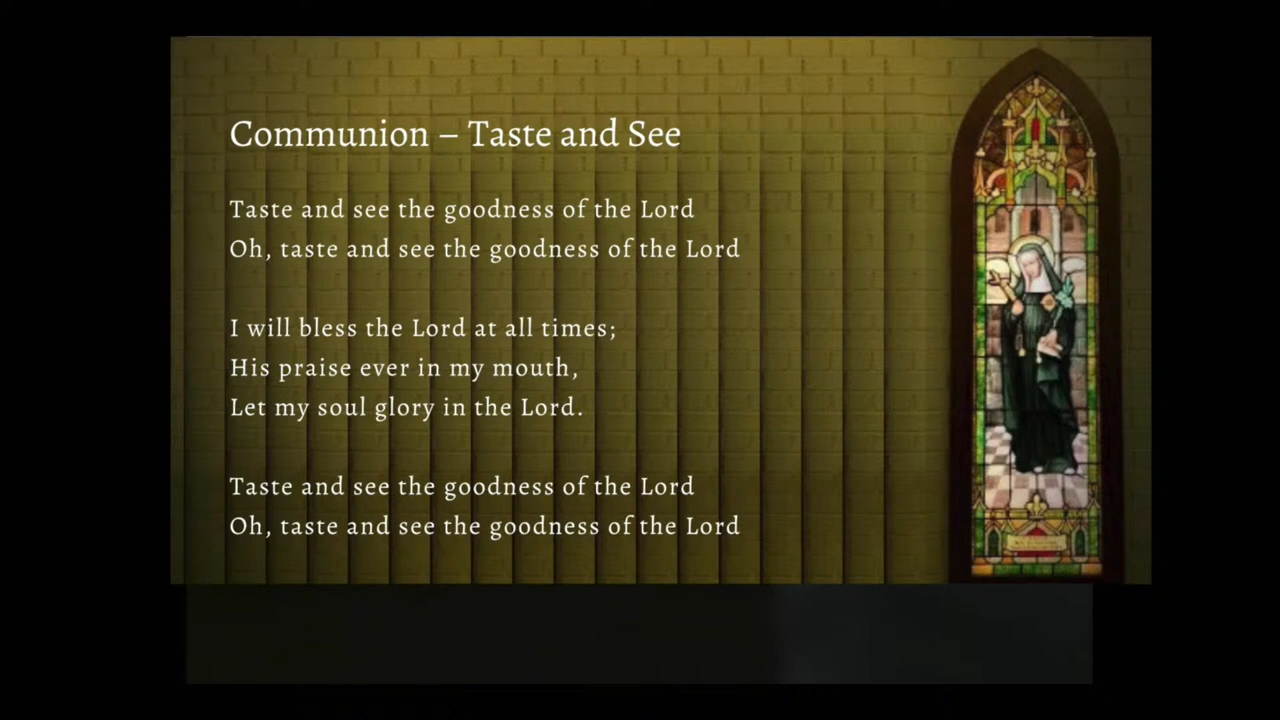 Communion – Taste and See
Taste and see the goodness of the Lord
Oh, taste and see the goodness of the Lord
I will bless the Lord at all times;
His praise ever in my mouth,
Let my soul glory in the Lord.
Taste and see the goodness of the Lord
Oh, taste and see the goodness of the Lord